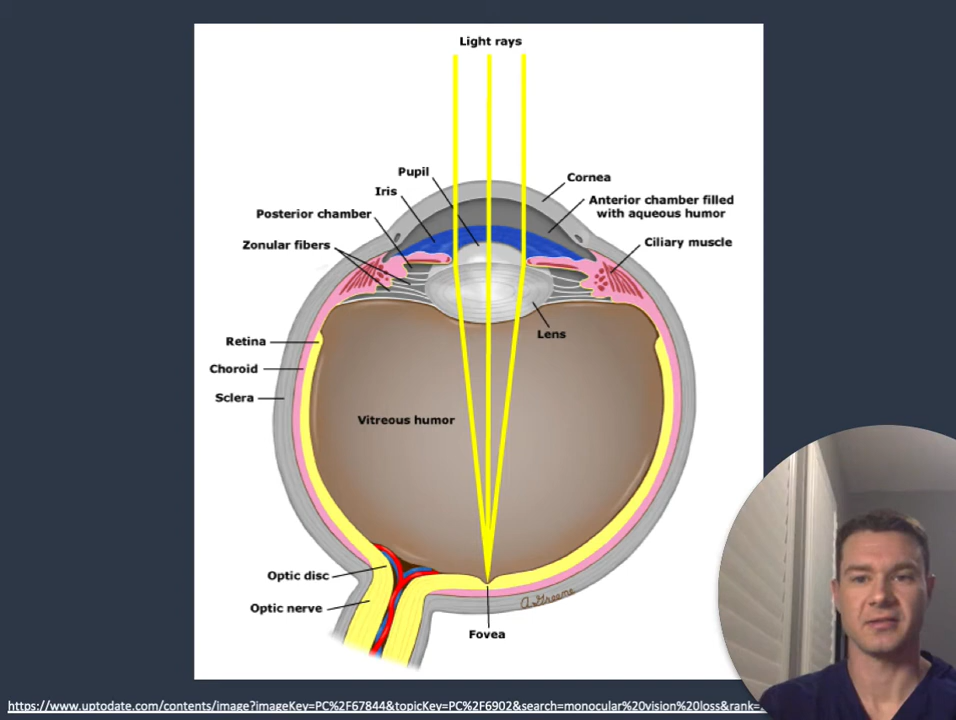 Light rays
Pupil
Cornea
Iris
Anterior chamber filled
with aqueous humor
Posterior chamber
Zonular fibers
Ciliary muscle
Lens
Retina
Choroid
Sclera
Vitreous humor
Optic disc
Optic nerve
A. Greene
Fovea
https://www.uptodate.com/contents/image?imageKey=PC%2F67844&topicKey=PC%2F6902&search=monocular%20vision%20loss&rank=